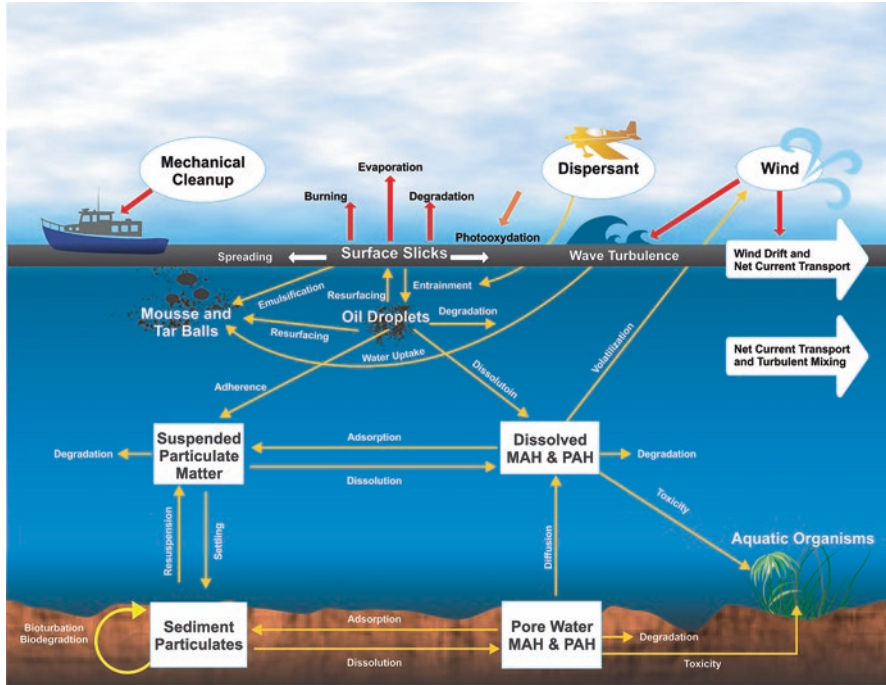 Mechanical
Cleanup
Dispersant
Wind
Evaporation
Burning
Degradation
Photooxydation
Spreading
Surface Slicks
Wave Turbulence
Wind Drift and
Net Current Transport
Emulsification
Resurfacing
Entrainment
Mousse and
Tar Balls
Oil Droplets
Degradation
Resurfacing
Water Uptake
Volatilization
Net Current Transport
and Turbulent Mixing
Adherence
Dissolutoin
Suspended
Particulate
Matter
Degradation
Adsorption
Dissolution
Dissolved
MAH & PAH
Degradation
Toxicity
Resuspension
Settling
Diffusion
Aquatic Organisms
Bioturbation
Biodegradtion
Sediment
Particulates
Adsorption
Dissolution
Pore Water
MAH & PAH
Degradation
Toxicity